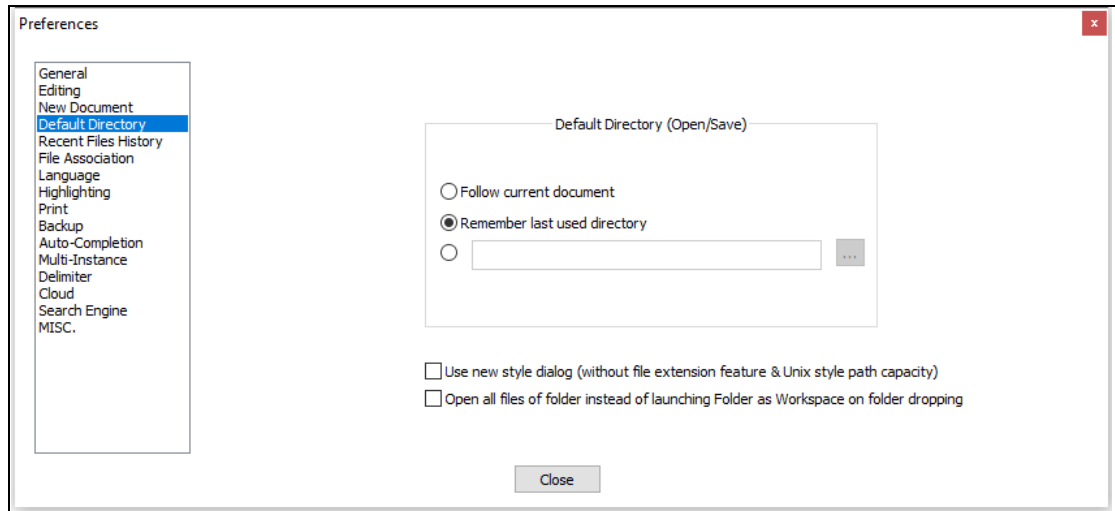 Preferences
x
General
Editing
New Document
Default Directory
Recent Files History
File Association
Language
Highlighting
Print
Backup
Auto-Completion
Multi-Instance
Delimiter
Cloud
Search Engine
MISC.
Default Directory (Open/Save)
Follow current document
Remember last used directory
...
Use new style dialog (without file extension feature & Unix style path capacity)
Open all files of folder instead of launching Folder as Workspace on folder dropping
Close